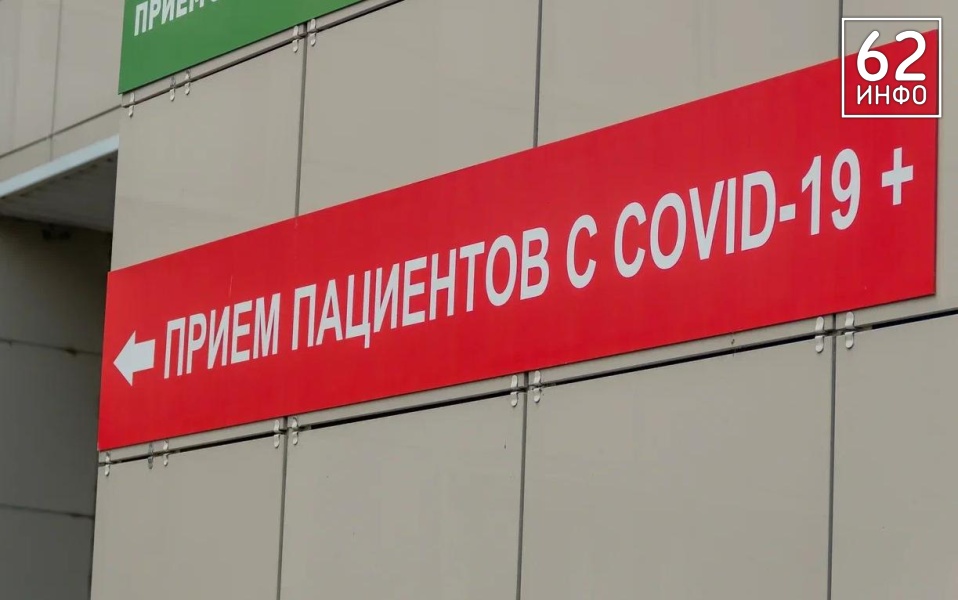 62
ИНФО
ПРИЕМ ПАЦИЕНТОВ С COVID-19 +